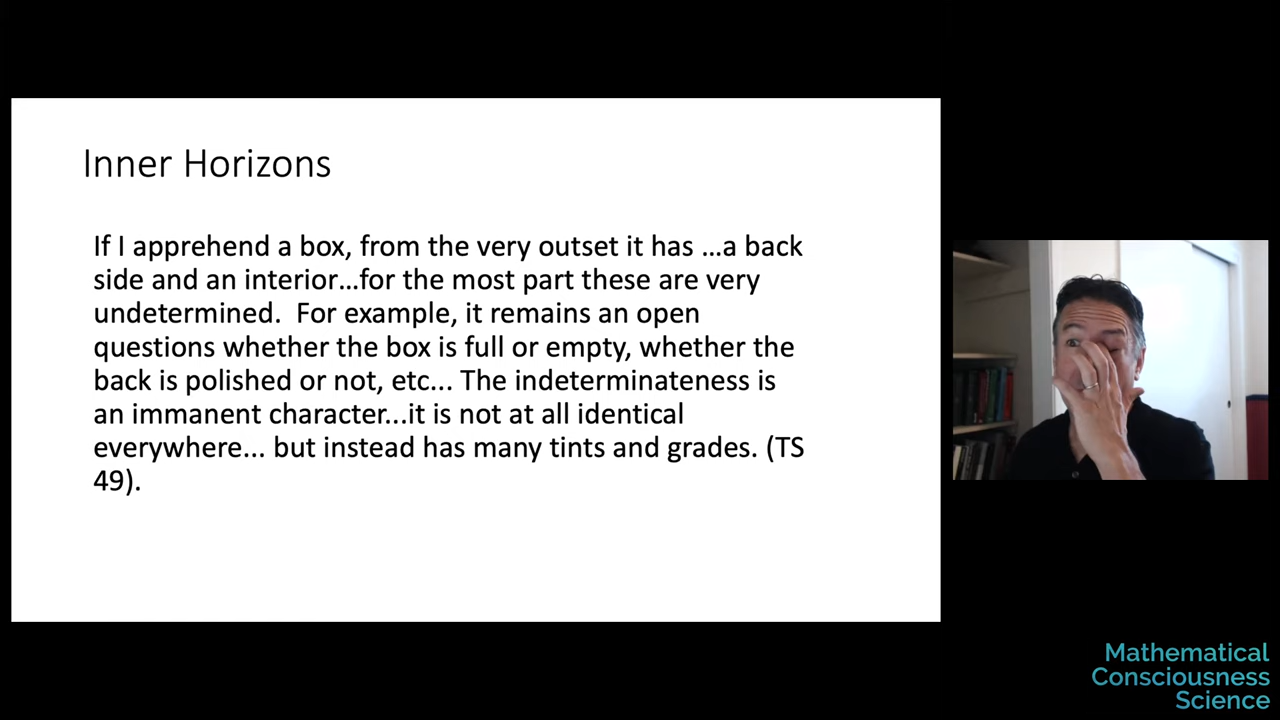 Inner Horizons
If I apprehend a box, from the very outset it has ...a back
side and an interior...for the most part these are very
undetermined.  For example, it remains an open
questions whether the box is full or empty, whether the
back is polished or not, etc... The indeterminateness is
an immanent character...it is not at all identical
everywhere... but instead has many tints and grades. (TS
49).
Mathematical
Consciousness
Science